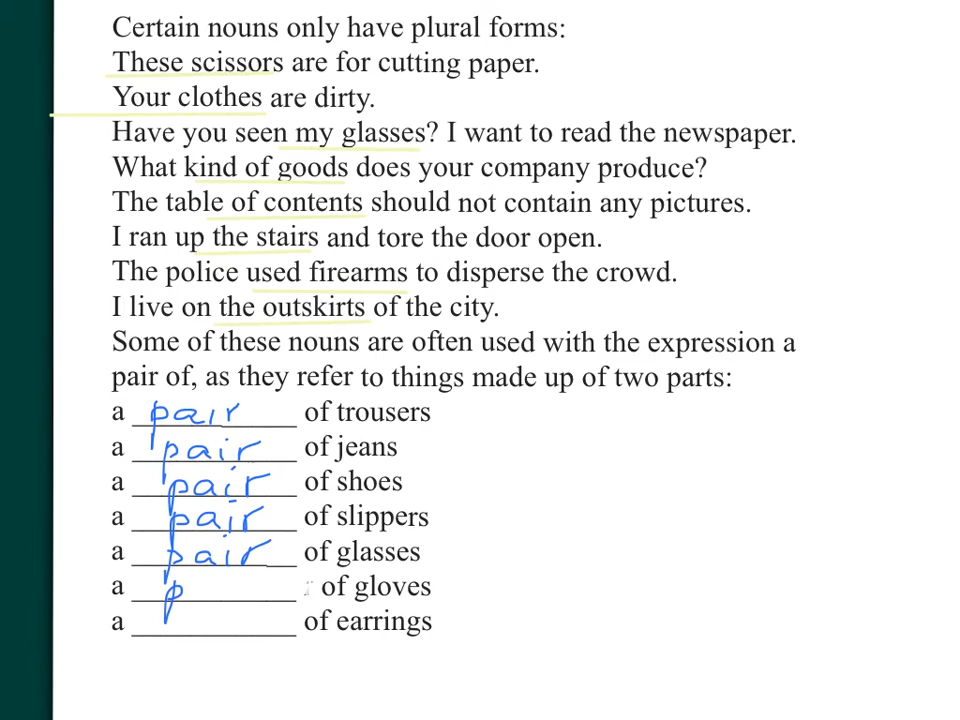 Certain nouns only have plural forms:
These scissors are for cutting paper.
Your clothes are dirty.
Have you seen my glasses? I want to read the newspaper.
What kind of goods does your company produce?
The table of contents should not contain any pictures.
I ran up the stairs and tore the door open.
The police used firearms to disperse the crowd.
I live on the outskirts of the city.
Some of these nouns are often used with the expression a
pair of, as they refer to things made up of two parts:
a pair of trousers
a pair of jeans
a pair of shoes
a pair of slippers
a pair of glasses
a p of gloves
a ____________ of earrings